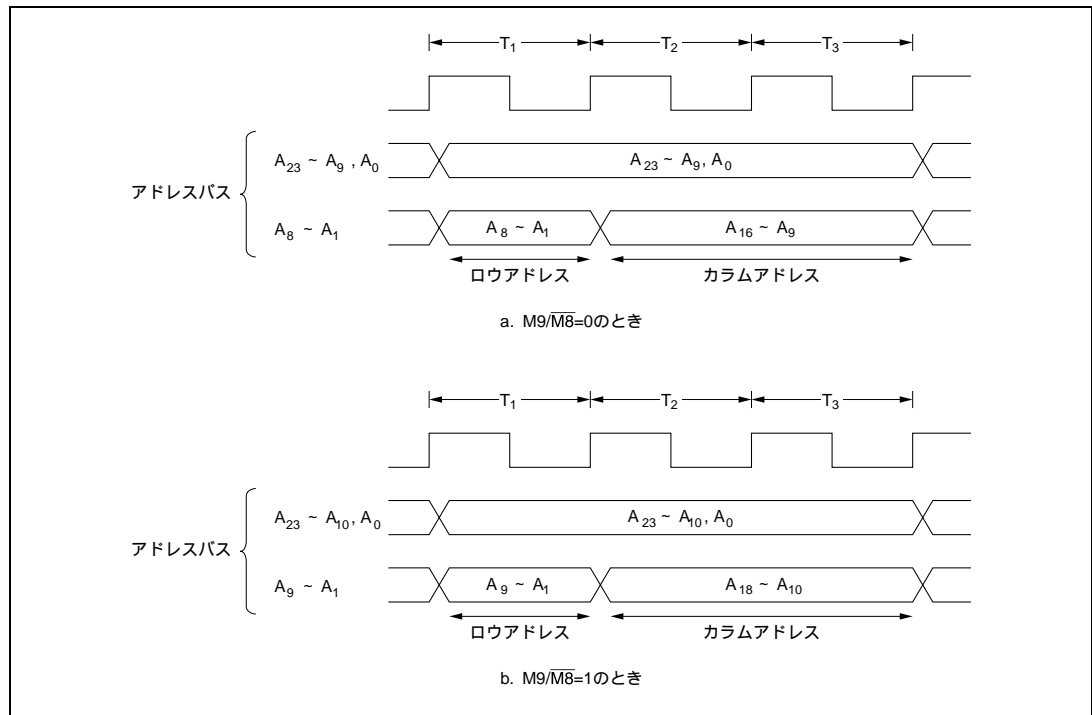 T1 T2 T3
アドレスバス
A23 ~ A9 , A0 A23 ~ A9, A0
A8 ~ A1 A8 ~ A1 A16 ~ A9
ロウアドレス カラムアドレス
a. M9/M8=0のとき
T1 T2 T3
アドレスバス
A23 ~ A10, A0 A23 ~ A10, A0
A9 ~ A1 A9 ~ A1 A18 ~ A10
ロウアドレス カラムアドレス
b. M9/M8=1のとき